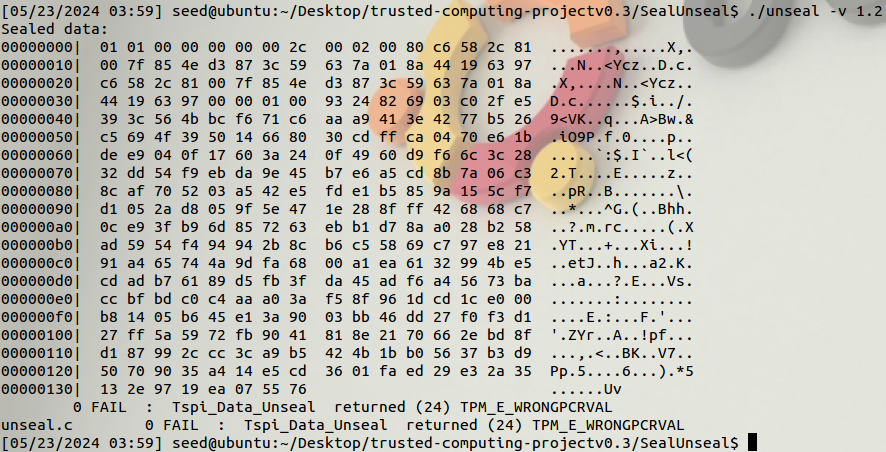 [05/23/2024 03:59] seed@ubuntu:~/Desktop/trusted-computing-projectv0.3/SealUnseal$ ./unseal -v 1.2
Sealed data:
00000000|  01 01 00 00 00 00 00 2c  00 02 00 80 c6 58 2c 81  .......,.....X,.
00000010|  00 7f 85 4e d3 87 3c 59  63 7a 01 8a 44 19 63 97  ...N..<Ycz..D.c.
00000020|  c6 58 2c 81 00 7f 85 4e  d3 87 3c 59 63 7a 01 8a  .X,....N..<Ycz..
00000030|  44 19 63 97 00 00 01 00  93 24 82 69 03 c0 2f e5  D.c......$.i../.
00000040|  39 3c 56 4b bc f6 71 c6  aa a9 41 3e 42 77 b5 26  9<VK..q...A>Bw.&
00000050|  c5 69 4f 39 50 14 66 80  30 cd ff ca 04 70 e6 1b  .iO9P.f.0....p..
00000060|  de e9 04 0f 17 60 3a 24  0f 49 60 d9 f6 6c 3c 28  .....`:$.I`..l<(
00000070|  32 dd 54 f9 eb da 9e 45  b7 e6 a5 cd 8b 7a 06 c3  2.T....E.....z..
00000080|  8c af 70 52 03 a5 42 e5  fd e1 b5 85 9a 15 5c f7  ..pR..B.......\.
00000090|  d1 05 2a d8 05 9f 5e 47  1e 28 8f ff 42 68 68 c7  ..*...^G.(..Bhh.
000000a0|  0c e9 3f b9 6d 85 72 63  eb b1 d7 8a a0 28 b2 58  ..?.m.rc.....(.X
000000b0|  ad 59 54 f4 94 94 2b 8c  b6 c5 58 69 c7 97 e8 21  .YT...+...Xi...!
000000c0|  91 a4 65 74 4a 9d fa 68  00 a1 ea 61 32 99 4b e5  ..etJ..h...a2.K.
000000d0|  cd ad b7 61 89 d5 fb 3f  da 45 ad f6 a4 56 73 ba  ...a...?.E...Vs.
000000e0|  cc bf bd c0 c4 aa a0 3a  f5 8f 96 1d cd 1c e0 00  .......:........
000000f0|  b8 14 05 b6 45 e1 3a 90  03 bb 46 dd 27 f0 f3 d1  ....E.:...F.'...
00000100|  27 ff 5a 59 72 fb 90 41  81 8e 21 70 66 2e bd 8f  '.ZYr..A..!pf...
00000110|  d1 87 99 2c cc 3c a9 b5  42 4b 1b b0 56 37 b3 d9  ...,.<..BK..V7..
00000120|  50 70 90 35 a4 14 e5 cd  36 01 fa ed 29 e3 2a 35  Pp.5....6...).*5
00000130|  13 2e 97 19 ea 07 55 76  ......Uv
0 FAIL  :  Tspi_Data_Unseal  returned (24) TPM_E_WRONGPCRVAL
unseal.c        0 FAIL  :  Tspi_Data_Unseal  returned (24) TPM_E_WRONGPCRVAL
[05/23/2024 03:59] seed@ubuntu:~/Desktop/trusted-computing-projectv0.3/SealUnseal$